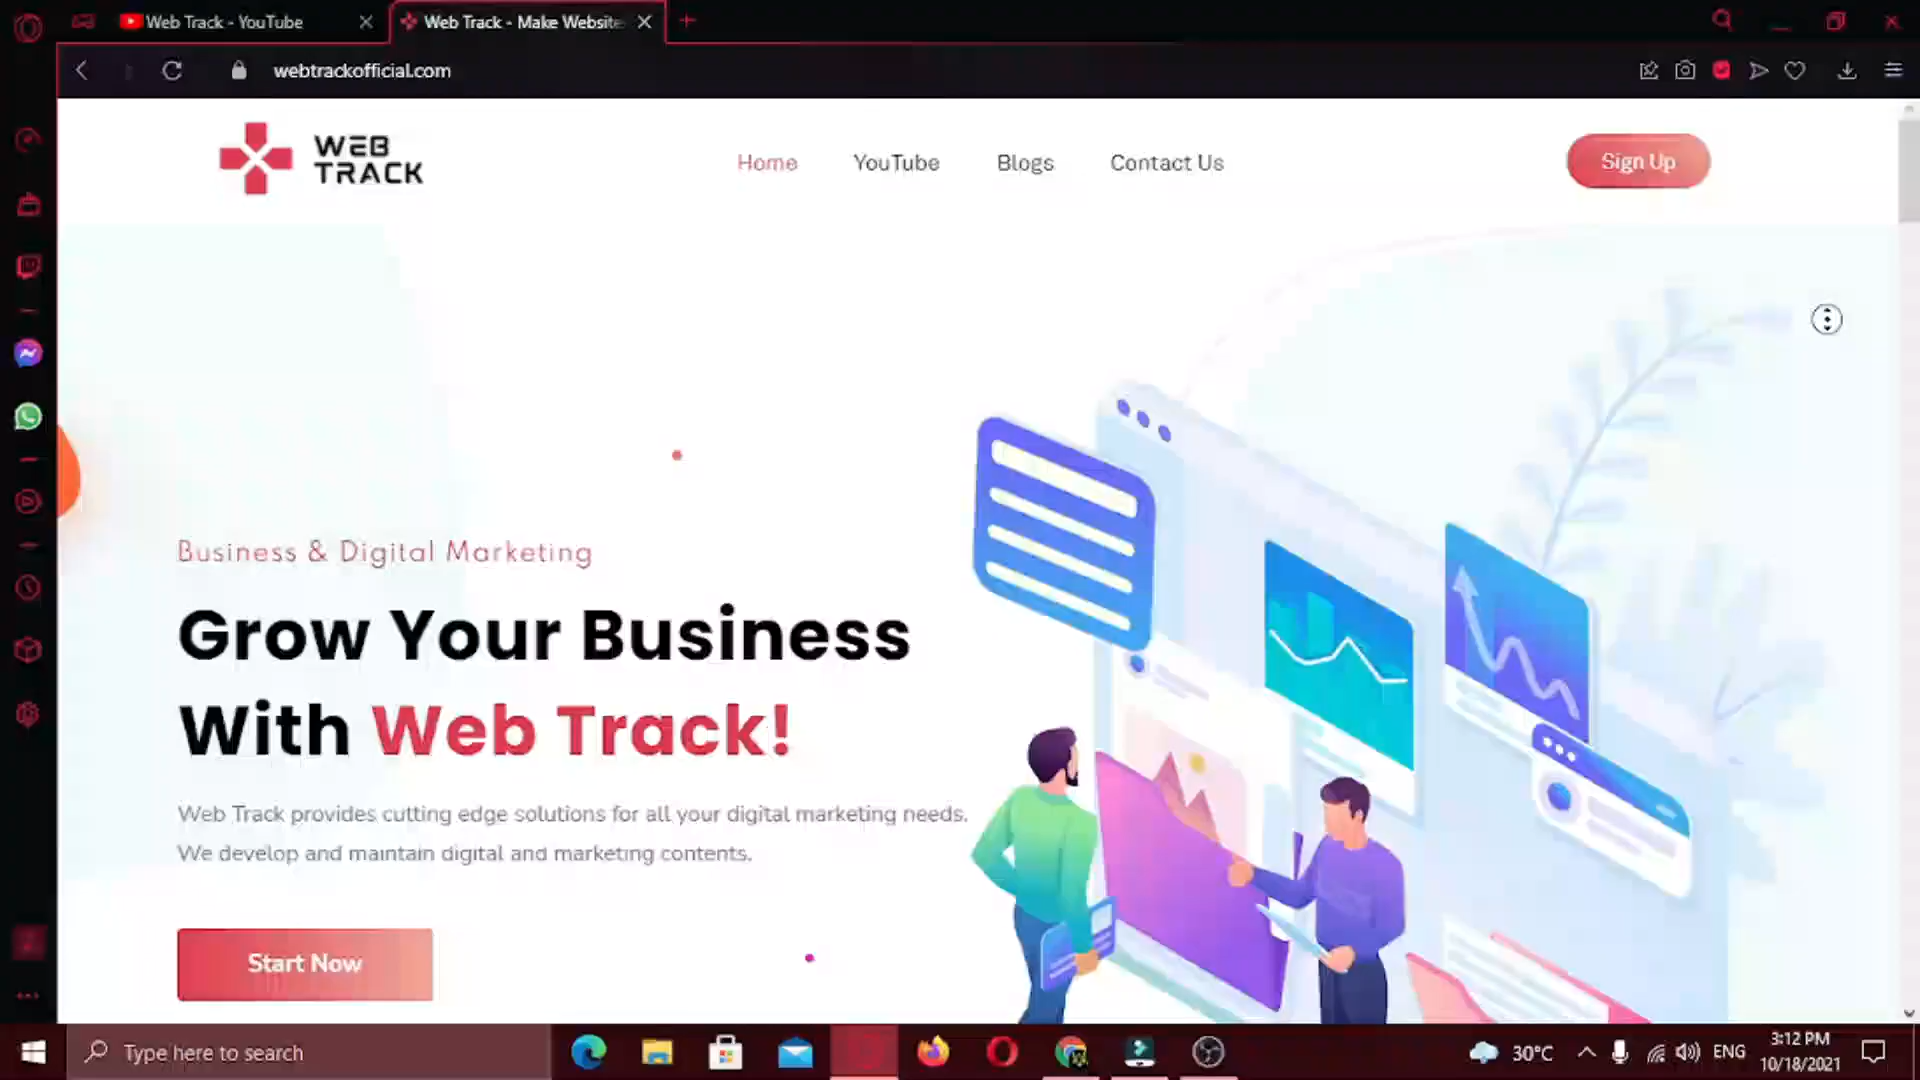 Web Track - YouTube
Web Track - Make Website
webtrackofficial.com
WEB
TRACK
Home
YouTube
Blogs
Contact Us
Sign Up
Business & Digital Marketing
Grow Your Business
With Web Track!
Web Track provides cutting edge solutions for all your digital marketing needs.
We develop and maintain digital and marketing contents.
Start Now
Type here to search
30°C
ENG
3:12 PM
10/18/2021